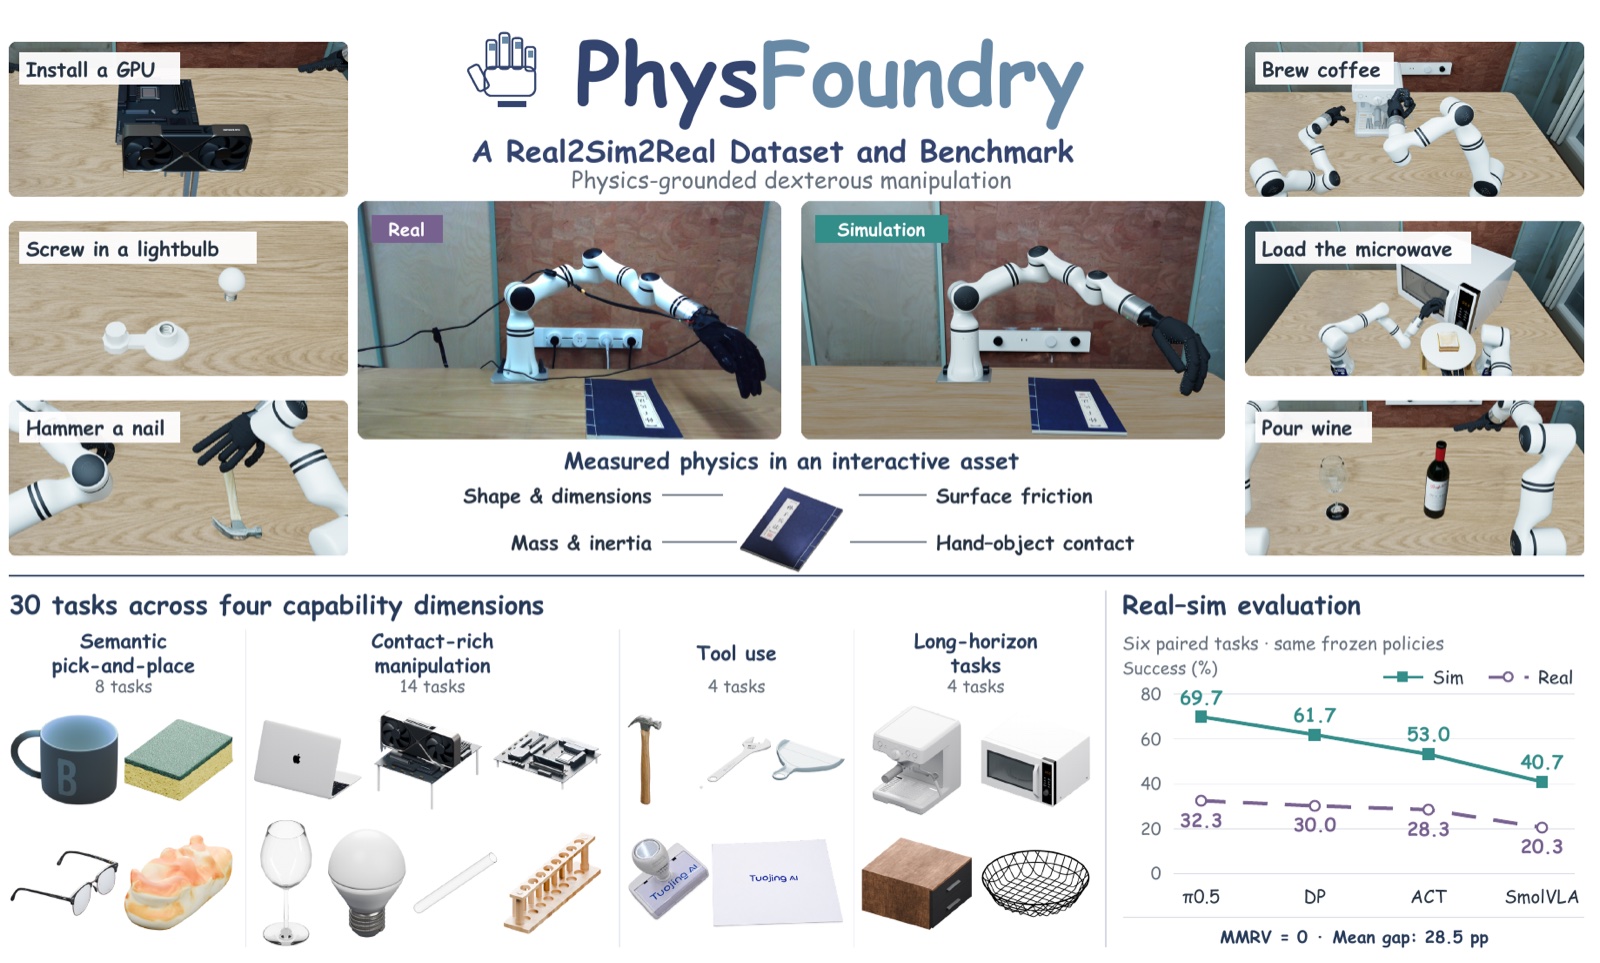 Install a GPU
Screw in a lightbulb
Hammer a nail
PhysFoundry
A Real2Sim2Real Dataset and Benchmark
Physics-grounded dexterous manipulation
Real
Simulation
Measured physics in an interactive asset
Shape & dimensions
Surface friction
Mass & inertia
Hand-object contact
Brew coffee
Load the microwave
Pour wine
30 tasks across four capability dimensions
Semantic
pick-and-place
8 tasks
B
Contact-rich
manipulation
14 tasks
Tool use
4 tasks
Tuojing AI
Tuojing AI
Long-horizon
tasks
4 tasks
Real-sim evaluation
Six paired tasks · same frozen policies
Success (%)
Sim
Real
80
60
40
20
0
69.7
61.7
53.0
40.7
32.3
30.0
28.3
20.3
π0.5
DP
ACT
SmolVLA
MMRV = 0 · Mean gap: 28.5 pp